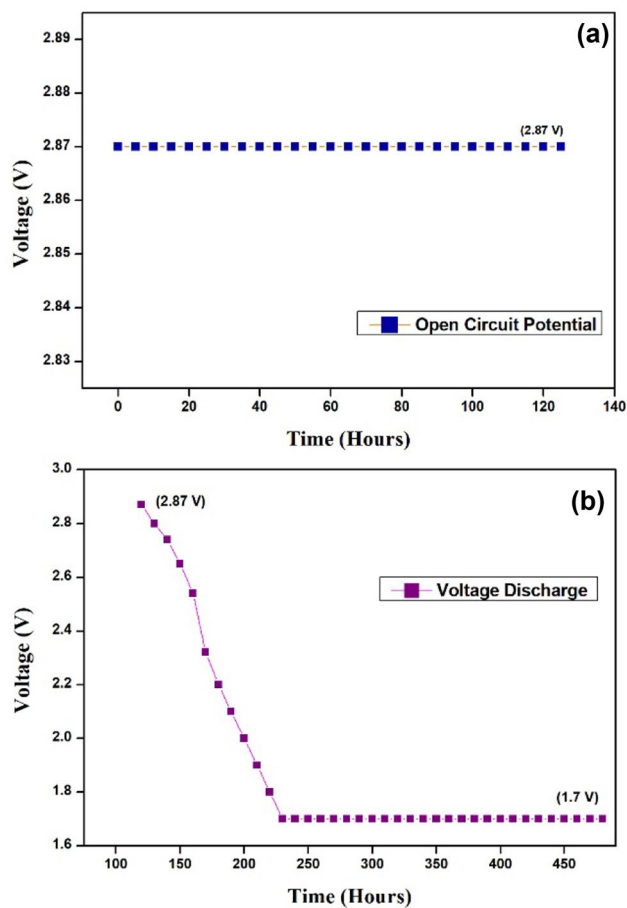 (a)
2.89
2.88
2.87
2.86
2.85
2.84
2.83
Voltage (V)
(2.87 V)
Open Circuit Potential
0 20 40 60 80 100 120 140
Time (Hours)
(b)
3.0
2.8
2.6
2.4
2.2
2.0
1.8
1.6
Voltage (V)
(2.87 V)
Voltage Discharge
(1.7 V)
100 150 200 250 300 350 400 450
Time (Hours)